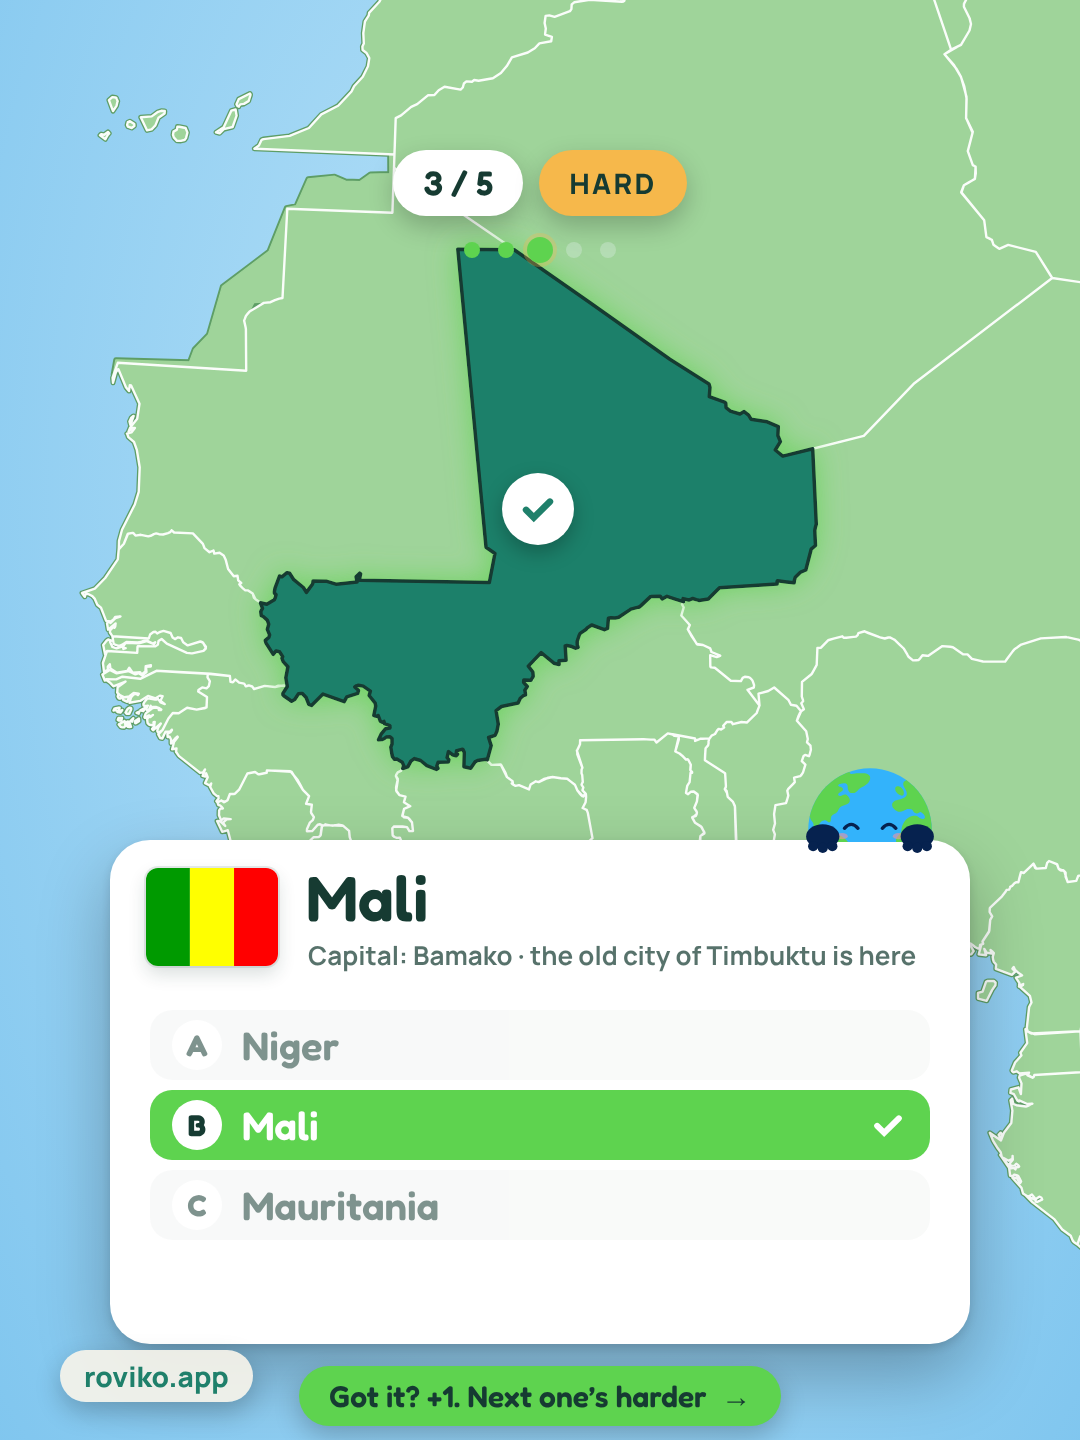 3 / 5
HARD
Mali
Capital: Bamako · the old city of Timbuktu is here
A Niger
B Mali
C Mauritania
roviko.app
Got it? +1. Next one’s harder →